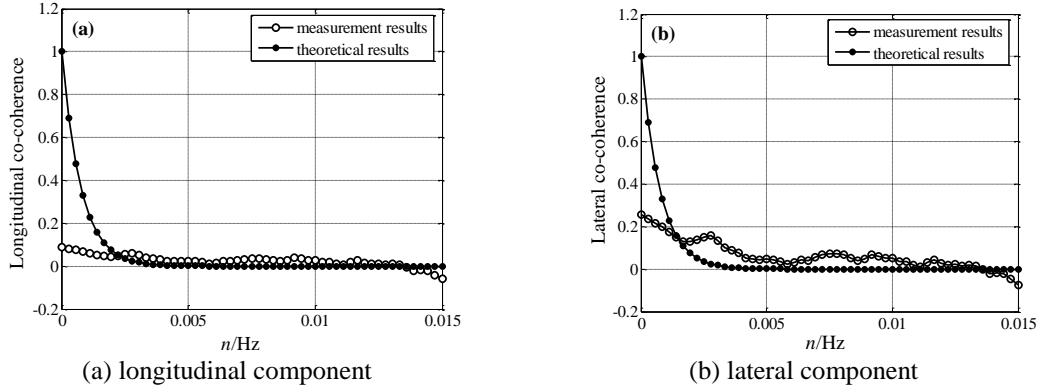 1.2
1
0.8
0.6
0.4
0.2
0
-0.2
Longitudinal co-coherence
(a)
measurement results
theoretical results
0 0.005 0.01 0.015
n/Hz
(a) longitudinal component
1.2
1
0.8
0.6
0.4
0.2
0
-0.2
Lateral co-coherence
(b)
measurement results
theoretical results
0 0.005 0.01 0.015
n/Hz
(b) lateral component